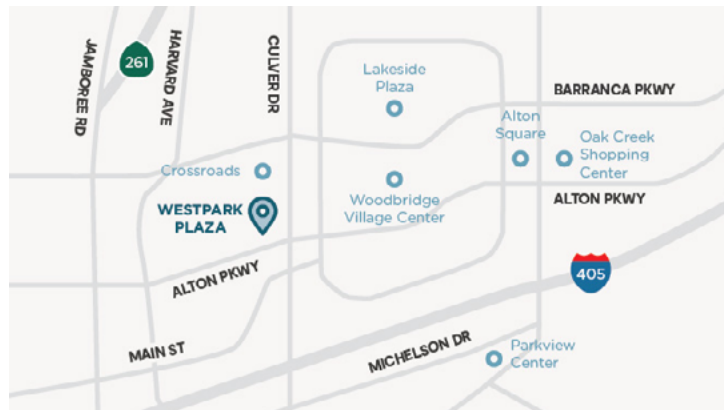 JAMBOREE RD
261
HARVARD AVE
CULVER DR
Lakeside
Plaza
BARRANCA PKWY
Alton
Square
Oak Creek
Shopping
Center
Crossroads
WESTPARK
PLAZA
Woodbridge
Village Center
ALTON PKWY
ALTON PKWY
405
MAIN ST
MICHELSON DR
Parkview
Center